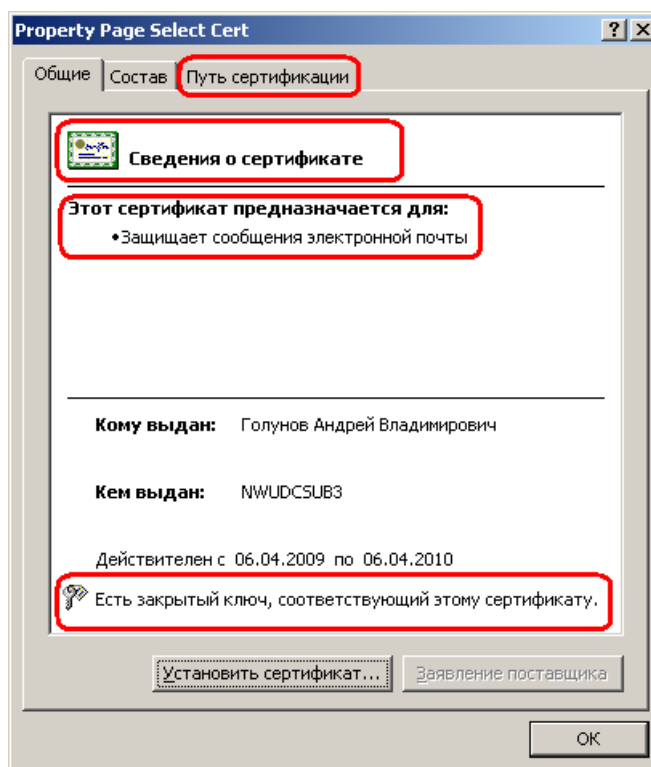 Property Page Select Cert
Общие Состав Путь сертификации
Сведения о сертификате
Этот сертификат предназначается для:
•Защищает сообщения электронной почты
Кому выдан: Голунов Андрей Владимирович
Кем выдан: NWUDCSUB3
Действителен с 06.04.2009 по 06.04.2010
Есть закрытый ключ, соответствующий этому сертификату.
Установить сертификат... Заявление поставщика
ОК